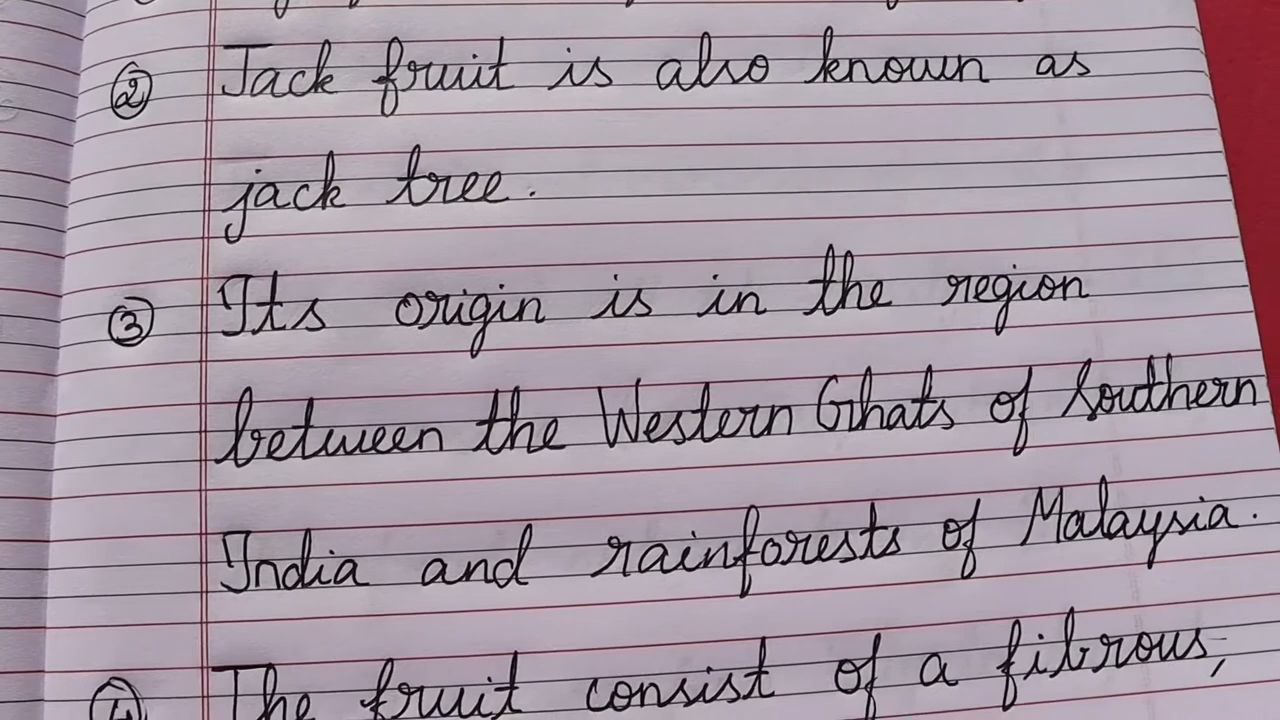 ② Jack fruit is also known as
jack tree.
③ Its origin is in the region
between the Western Ghats of Southern
India and rainforests of Malaysia.
④ The fruit consist of a fibrous,